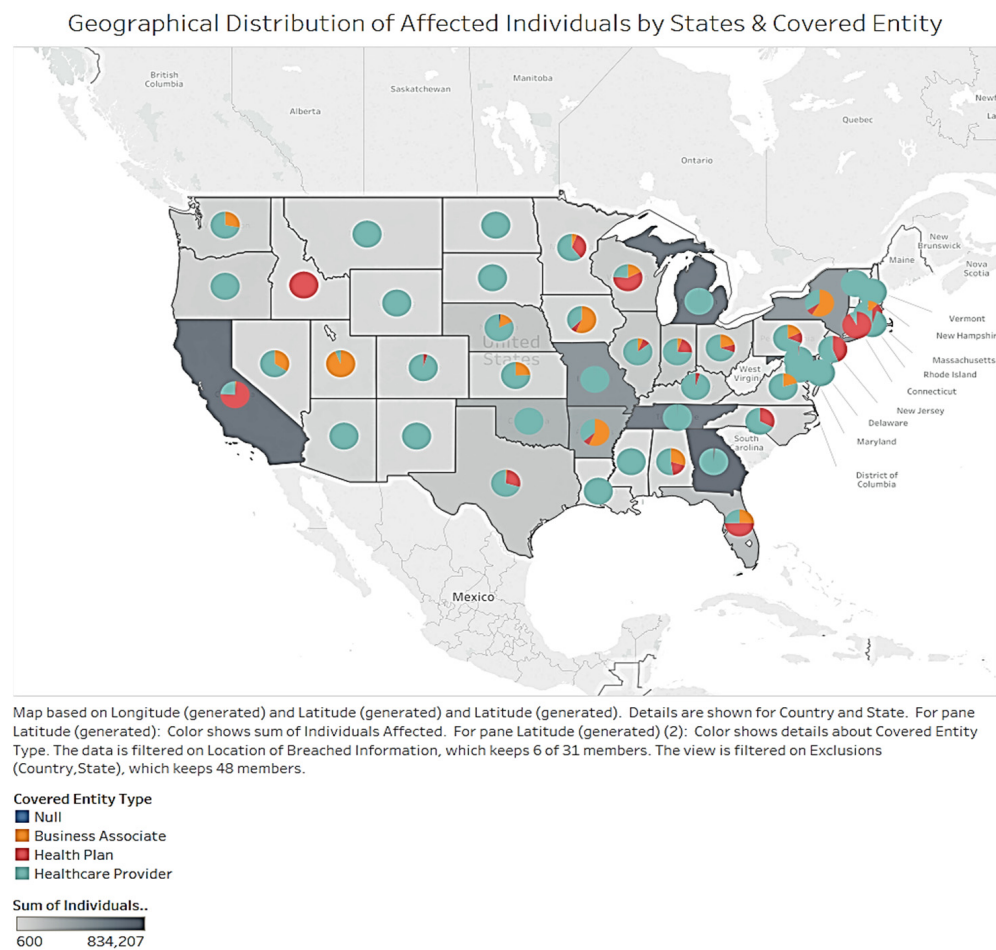 Geographical Distribution of Affected Individuals by States & Covered Entity
British
Columbia
Alberta
Saskatchewan
Manitoba
Ontario
Quebec
New
Brunswick
Maine
Nova
Scotia
Vermont
New Hampshir
Massachusetts
Rhode Island
Connecticut
New Jersey
Delaware
Maryland
District of
Columbia
United
States
West
Virginia
South
Carolina
Mexico
Map based on Longitude (generated) and Latitude (generated) and Latitude (generated). Details are shown for Country and State. For pane
Latitude (generated): Color shows sum of Individuals Affected. For pane Latitude (generated) (2): Color shows details about Covered Entity
Type. The data is filtered on Location of Breached Information, which keeps 6 of 31 members. The view is filtered on Exclusions
(Country,State), which keeps 48 members.
Covered Entity Type
Null
Business Associate
Health Plan
Healthcare Provider
Sum of Individuals..
600 834,207